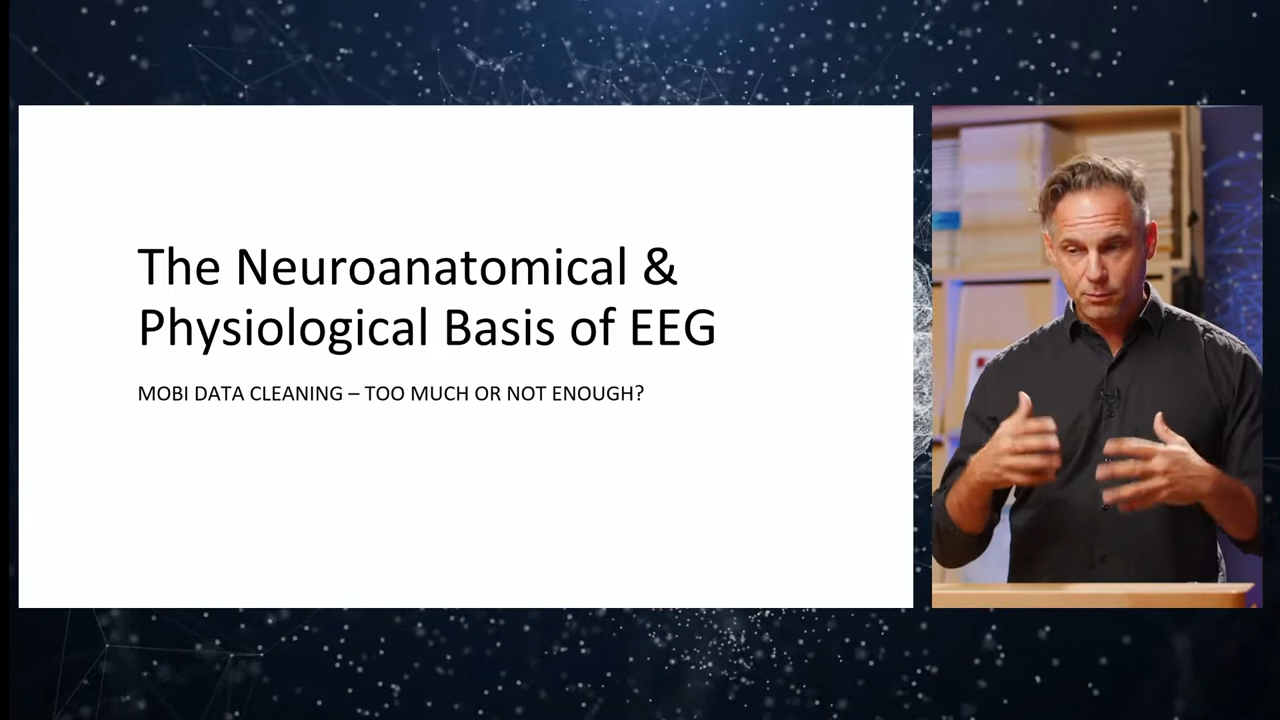 The Neuroanatomical &
Physiological Basis of EEG
MOBI DATA CLEANING – TOO MUCH OR NOT ENOUGH?